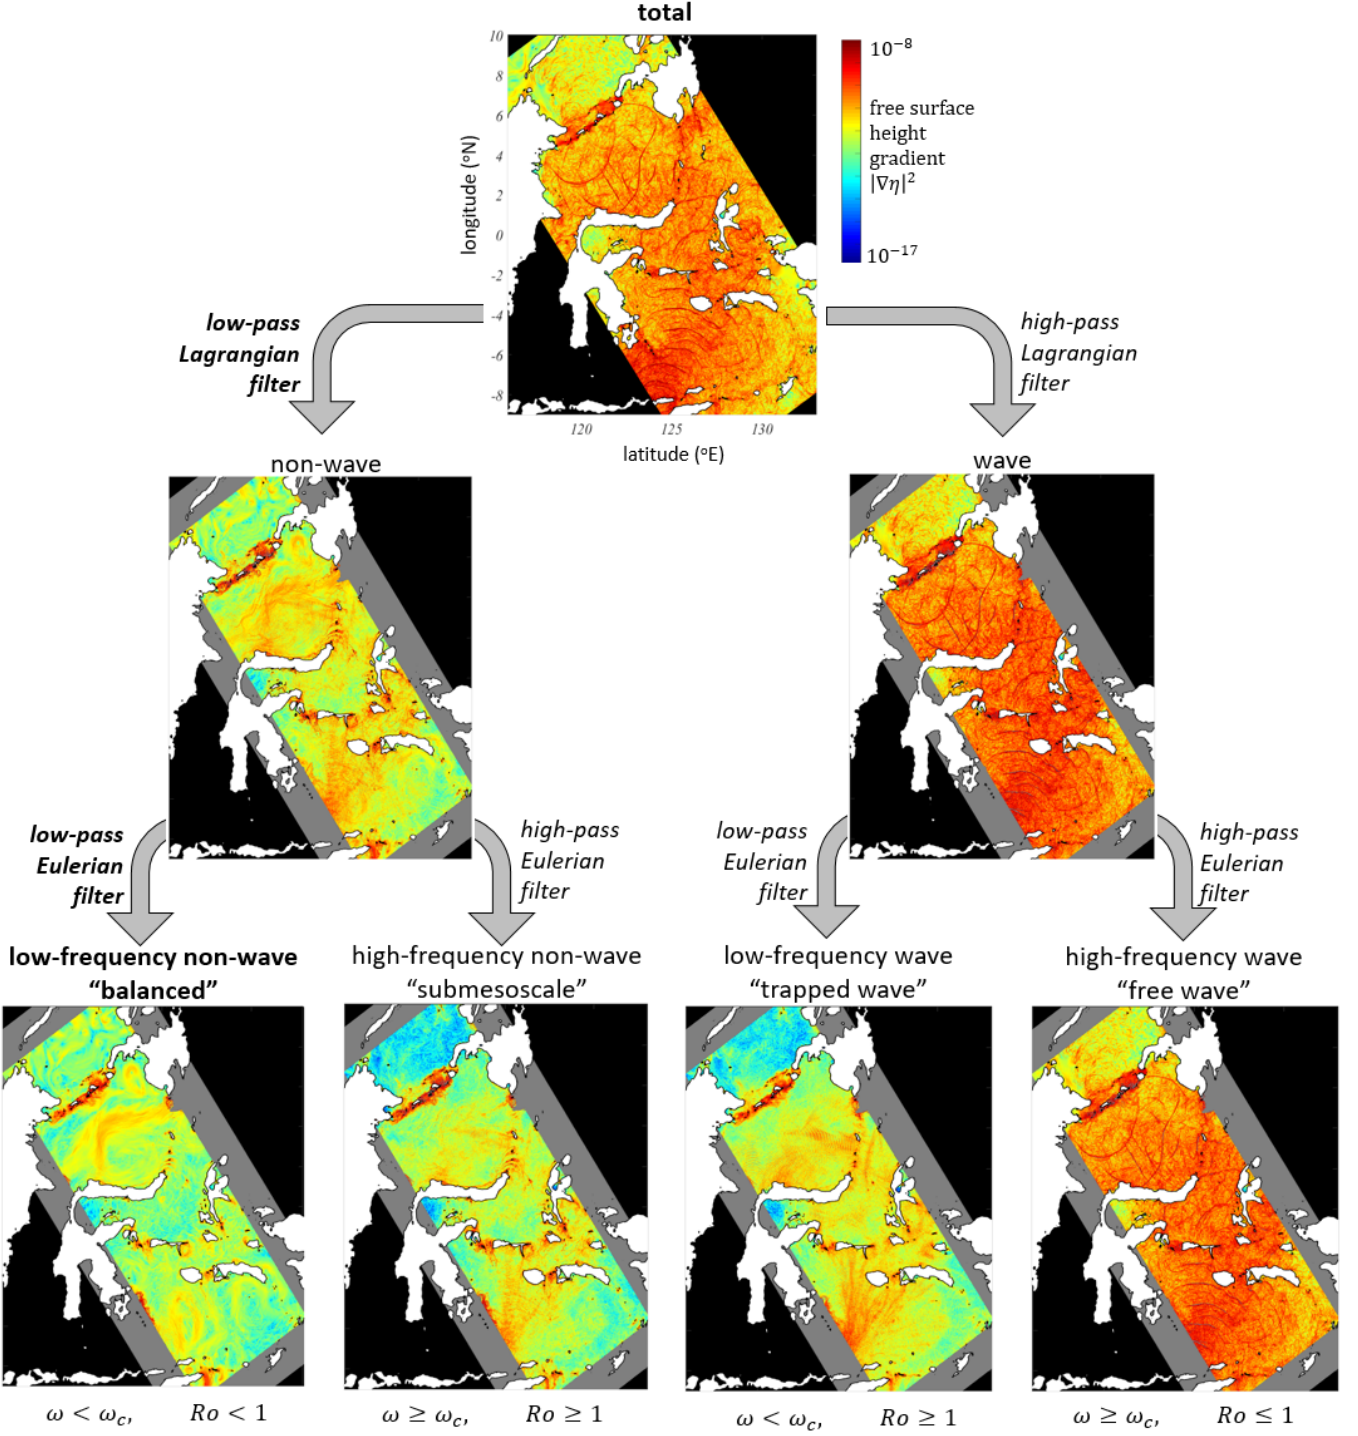 total
10
8
6
4
2
0
-2
-4
-6
-8
longitude (°N)
120
125
130
latitude (°E)
10⁻⁸
free surface
height
gradient
|∇η|²
10⁻¹⁷
low-pass
Lagrangian
filter
high-pass
Lagrangian
filter
non-wave
wave
low-pass
Eulerian
filter
high-pass
Eulerian
filter
low-pass
Eulerian
filter
high-pass
Eulerian
filter
low-frequency non-wave
“balanced”
high-frequency non-wave
“submesoscale”
low-frequency wave
“trapped wave”
high-frequency wave
“free wave”
ω < ω_c, Ro < 1
ω ≥ ω_c, Ro ≥ 1
ω < ω_c, Ro ≥ 1
ω ≥ ω_c, Ro ≤ 1